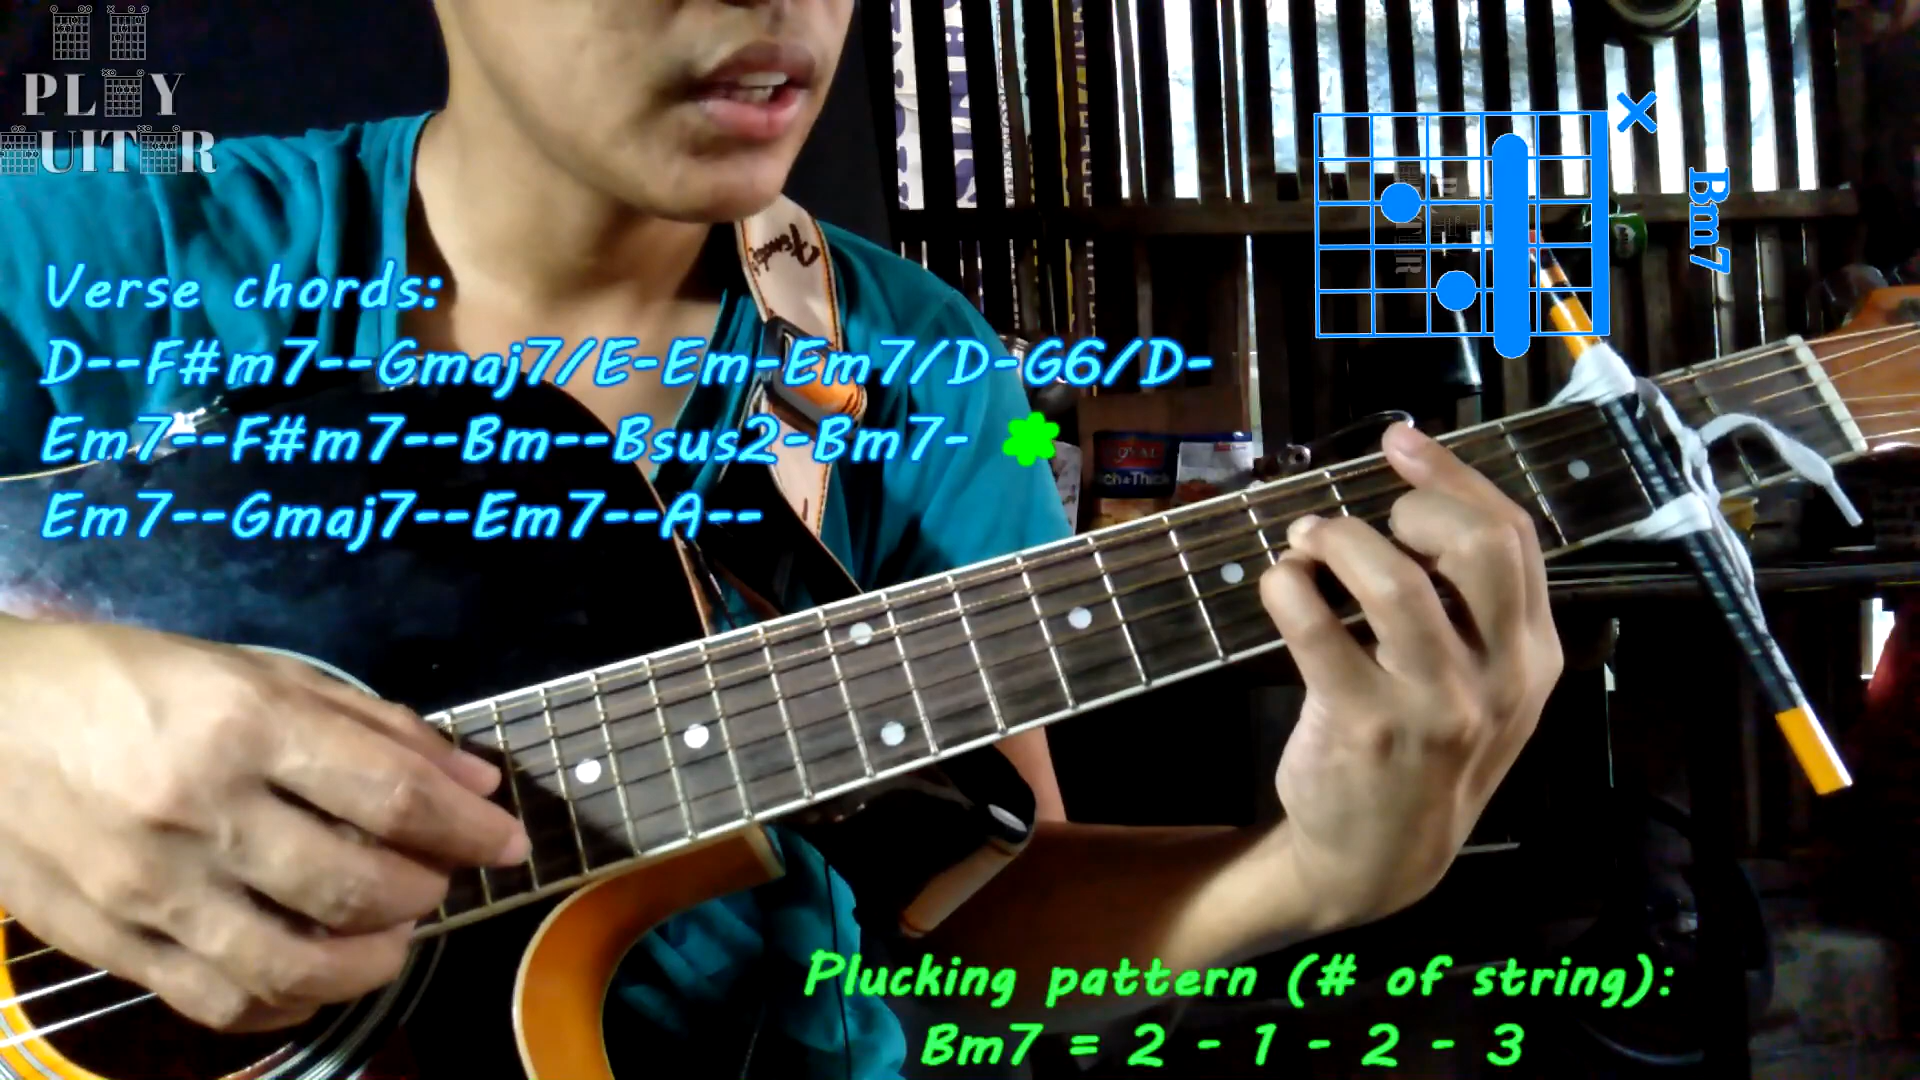 PLAY
GUITAR
Verse chords:
D--F#m7--Gmaj7/E-Em-Em7/D-G6/D-
Em7--F#m7--Bm--Bsus2-Bm7-
Em7--Gmaj7--Em7--A--
Bm7
Plucking pattern (# of string):
Bm7 = 2 - 1 - 2 - 3